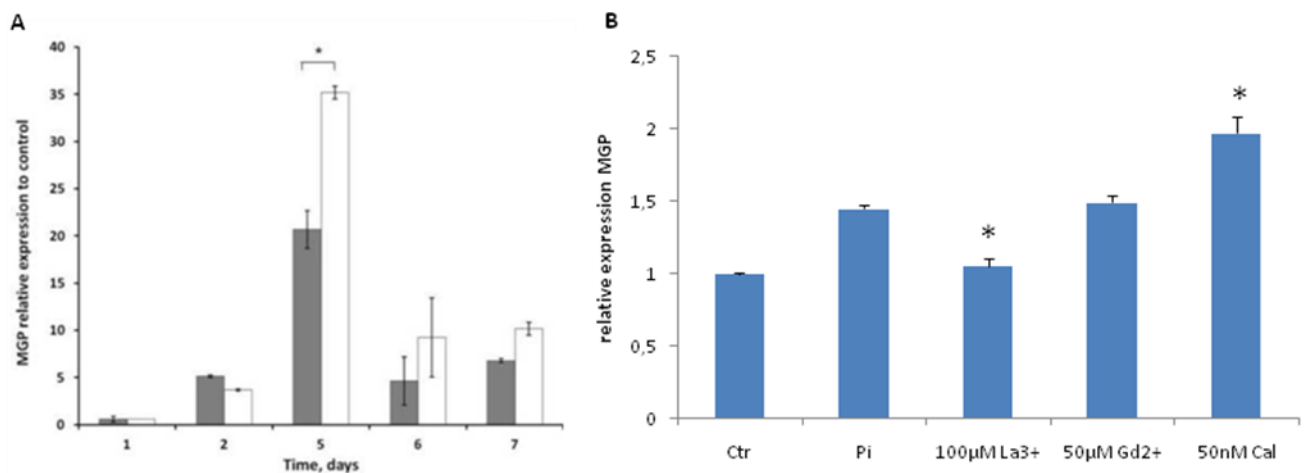 A
MGP relative expression to control
40
35
30
25
20
15
10
5
0
*
1 2 5 6 7
Time, days
B
relative expression MGP
2,5
2
1,5
1
0,5
0
*
*
Ctr Pi 100µM La3+ 50µM Gd2+ 50nM Cal